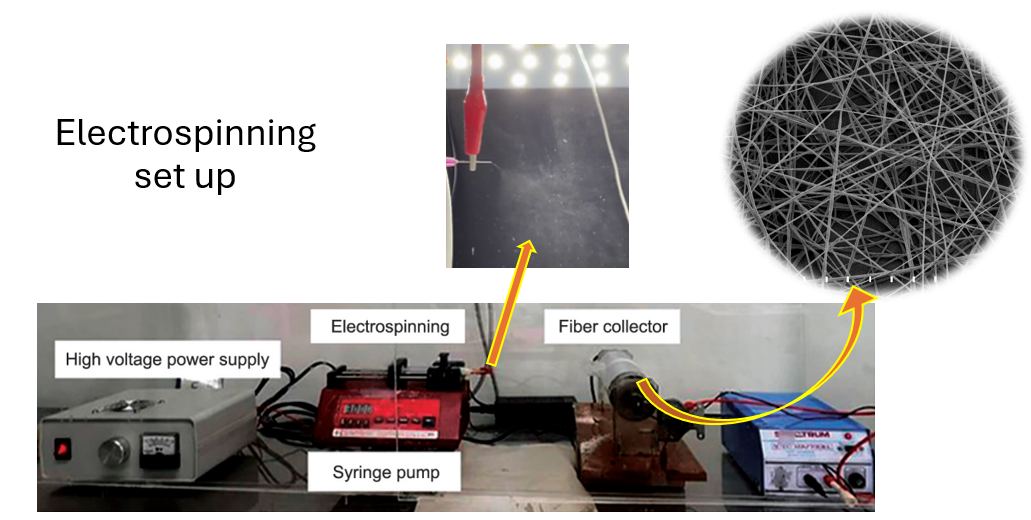 Electrospinning
set up
Electrospinning
Fiber collector
High voltage power supply
Syringe pump